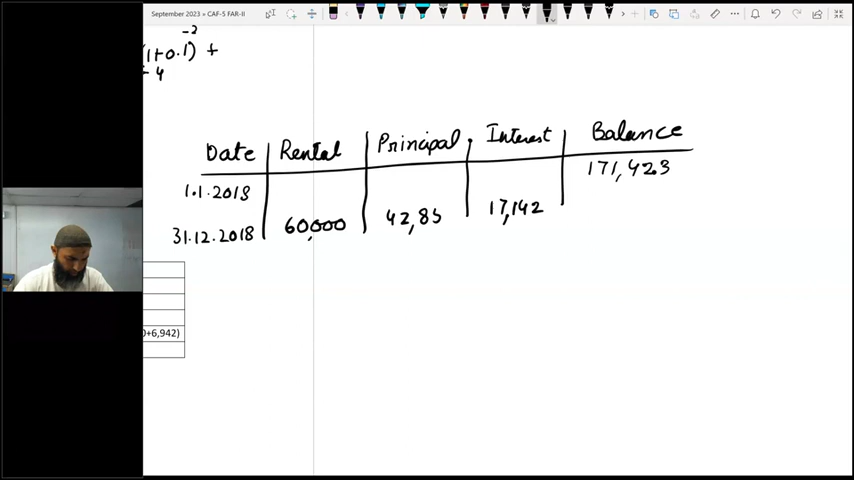 September 2023 » CAF-5 FAR-II
(1+0.1)⁻² +
+ 4
Date Rental Principal Interest Balance
171,423
1.1.2018
31.12.2018 60,000 42,85 17,142
0+6,942)